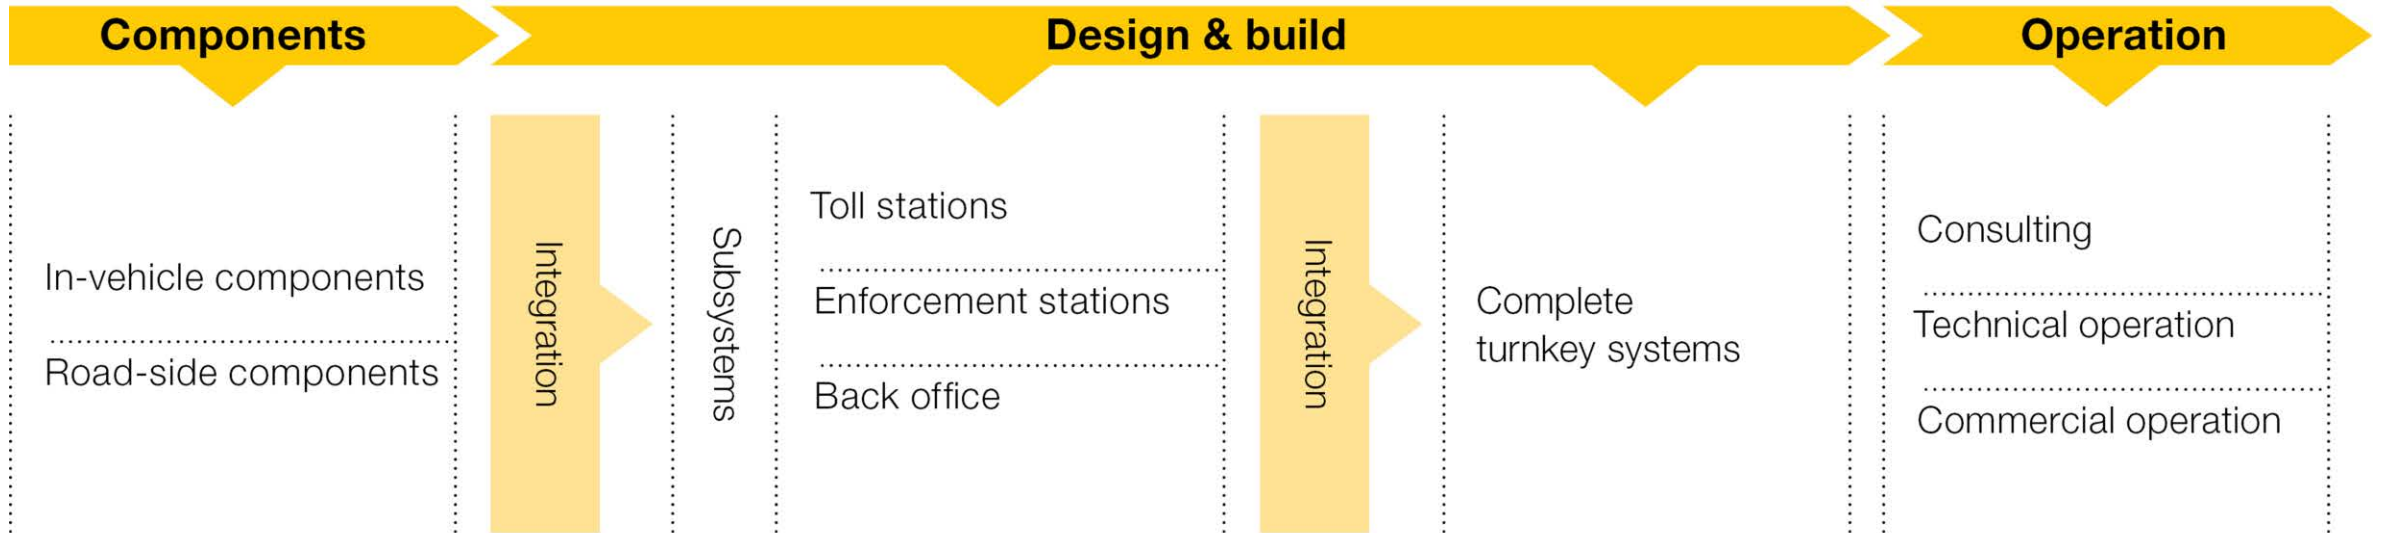 Components
Design & build
Operation
In-vehicle components
Road-side components
Integration
Subsystems
Toll stations
Enforcement stations
Back office
Integration
Complete
turnkey systems
Consulting
Technical operation
Commercial operation